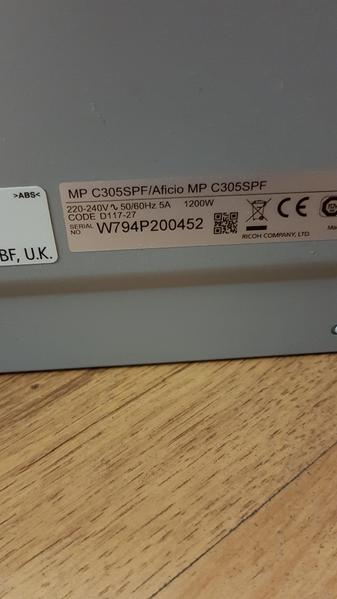 >ABS<
MP C305SPF/Aficio MP C305SPF
220-240V∿ 50/60Hz 5A 1200W
CODE D117-27
SERIAL NO W794P200452
RICOH COMPANY, LTD.
BF, U.K.